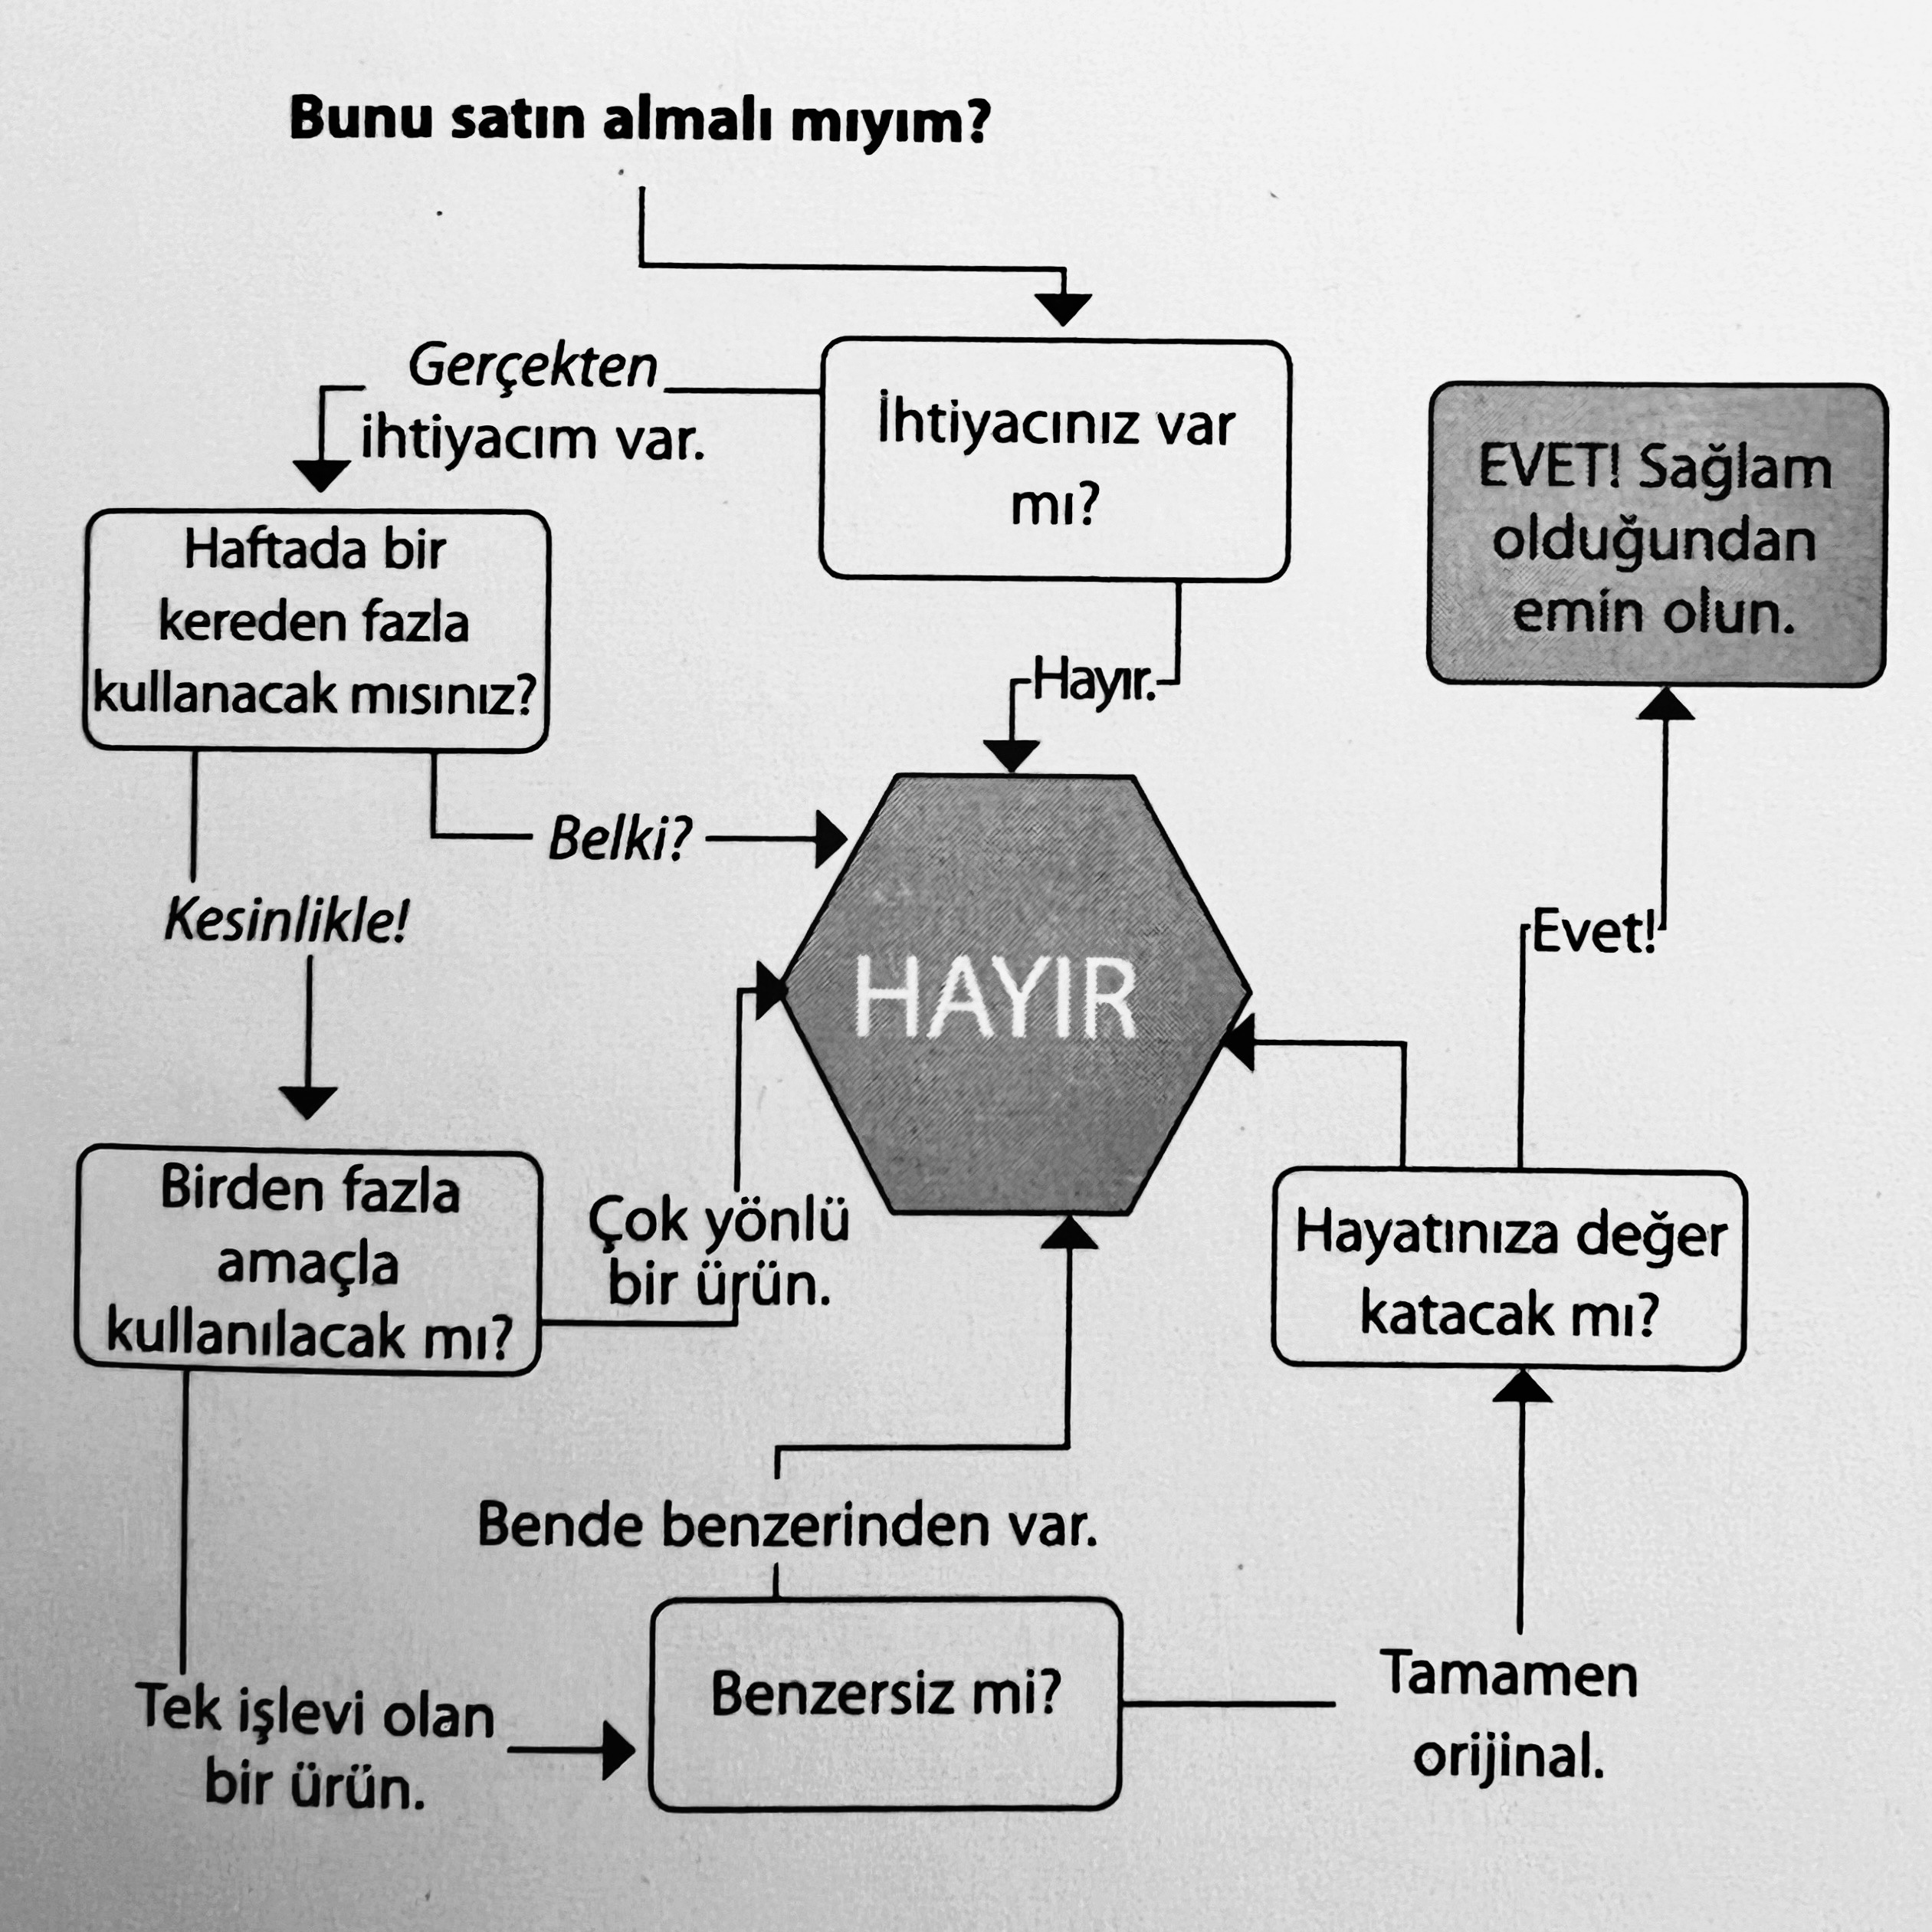 Bunu satın almalı mıyım?
Gerçekten
ihtiyacım var.
İhtiyacınız var
mı?
EVET! Sağlam
olduğundan
emin olun.
Haftada bir
kereden fazla
kullanacak mısınız?
Hayır.
Belki?
Kesinlikle!
Evet!
HAYIR
Birden fazla
amaçla
kullanılacak mı?
Çok yönlü
bir ürün.
Hayatınıza değer
katacak mı?
Bende benzerinden var.
Tek işlevi olan
bir ürün.
Benzersiz mi?
Tamamen
orijinal.